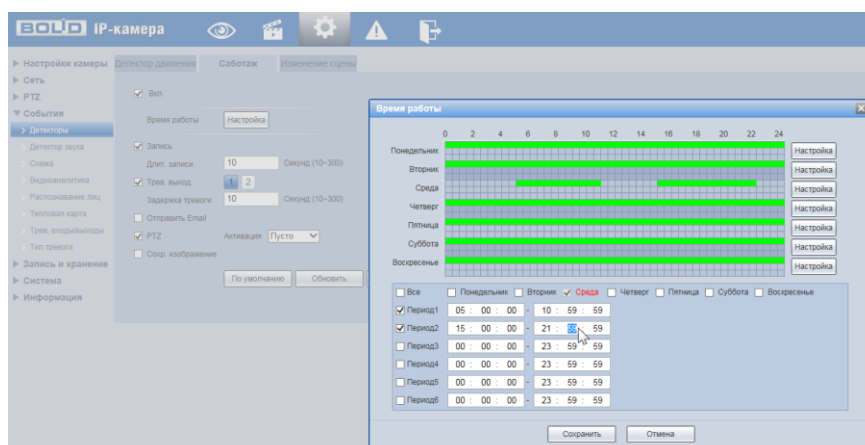 BOLID IP-камера
Настройки камеры
Сеть
PTZ
События
Детекторы
Детектор звука
Схема
Видеоаналитика
Распознавание лиц
Тепловая карта
Трев. входы/выходы
Тип тревоги
Запись и хранение
Система
Информация
Детектор движения Саботаж Изменение сцены
Вкл.
Время работы Настройка
Запись
Длит. записи 10 Секунд (10~300)
Трев. выход 1 2
Задержка тревоги 10 Секунд (10~300)
Отправить Email
PTZ Активация Пусто
Сохр. изображение
По умолчанию Обновить
Время работы
0 2 4 6 8 10 12 14 16 18 20 22 24
Понедельник Настройка
Вторник Настройка
Среда Настройка
Четверг Настройка
Пятница Настройка
Суббота Настройка
Воскресенье Настройка
Все Понедельник Вторник Среда Четверг Пятница Суббота Воскресенье
Период1 05 : 00 : 00 - 10 : 59 : 59
Период2 15 : 00 : 00 - 21 : 59 : 59
Период3 00 : 00 : 00 - 23 : 59 : 59
Период4 00 : 00 : 00 - 23 : 59 : 59
Период5 00 : 00 : 00 - 23 : 59 : 59
Период6 00 : 00 : 00 - 23 : 59 : 59
Сохранить Отмена